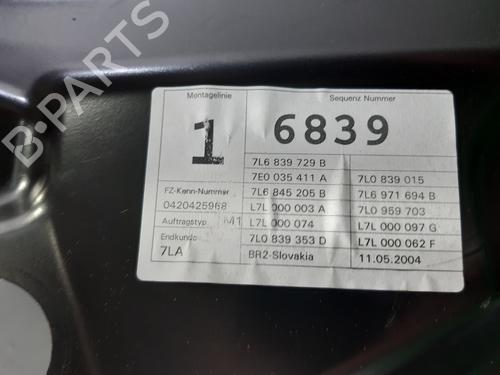 B-PARTS
Montagelinie
Sequenz Nummer
1
6839
7L6 839 729 B
7E0 035 411 A 7L0 839 015
FZ-Kenn-Nummer
7L6 845 205 B 7L6 971 694 B
0420425968
L7L 000 003 A 7L0 959 703
Auftragstyp M1
L7L 000 074 L7L 000 097 G
Endkunde
7L0 839 353 D L7L 000 062 F
7LA
BR2-Slovakia 11.05.2004